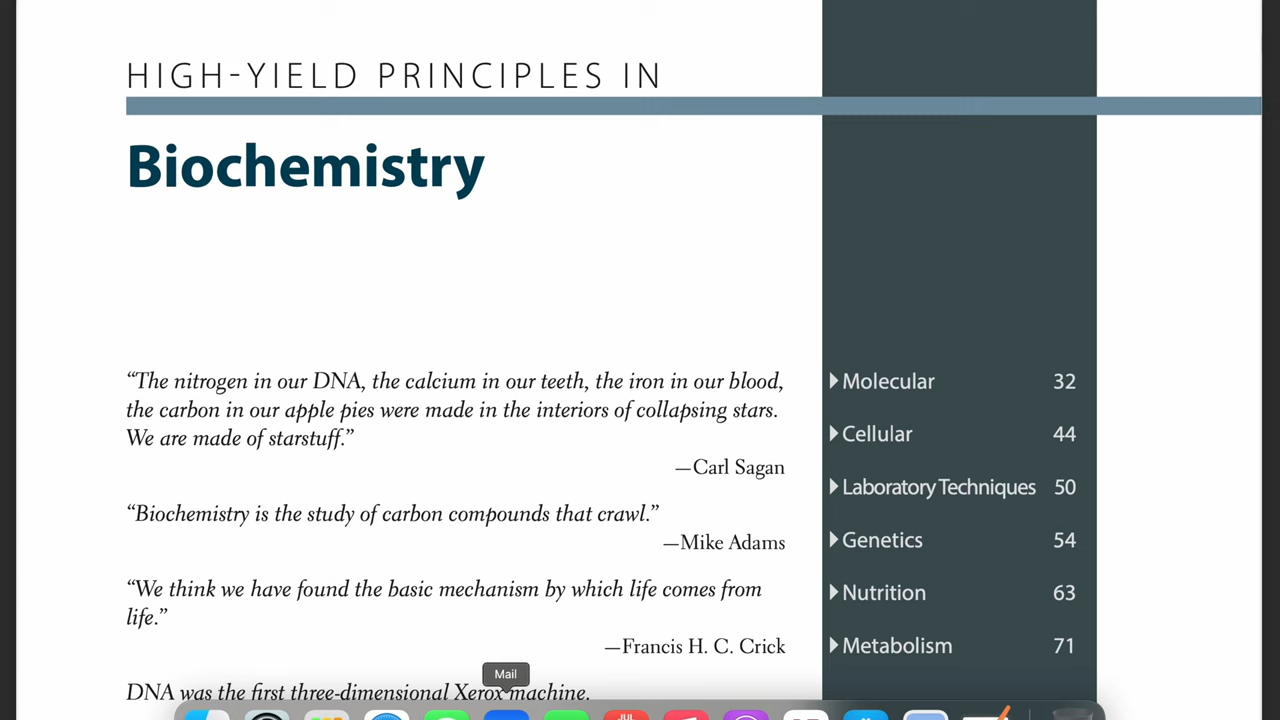 HIGH-YIELD PRINCIPLES IN
Biochemistry
“The nitrogen in our DNA, the calcium in our teeth, the iron in our blood,
the carbon in our apple pies were made in the interiors of collapsing stars.
We are made of starstuff.”
—Carl Sagan
“Biochemistry is the study of carbon compounds that crawl.”
—Mike Adams
“We think we have found the basic mechanism by which life comes from
life.”
—Francis H. C. Crick
DNA was the first three-dimensional Xerox machine.
Molecular 32
Cellular 44
Laboratory Techniques 50
Genetics 54
Nutrition 63
Metabolism 71
Mail
JUL